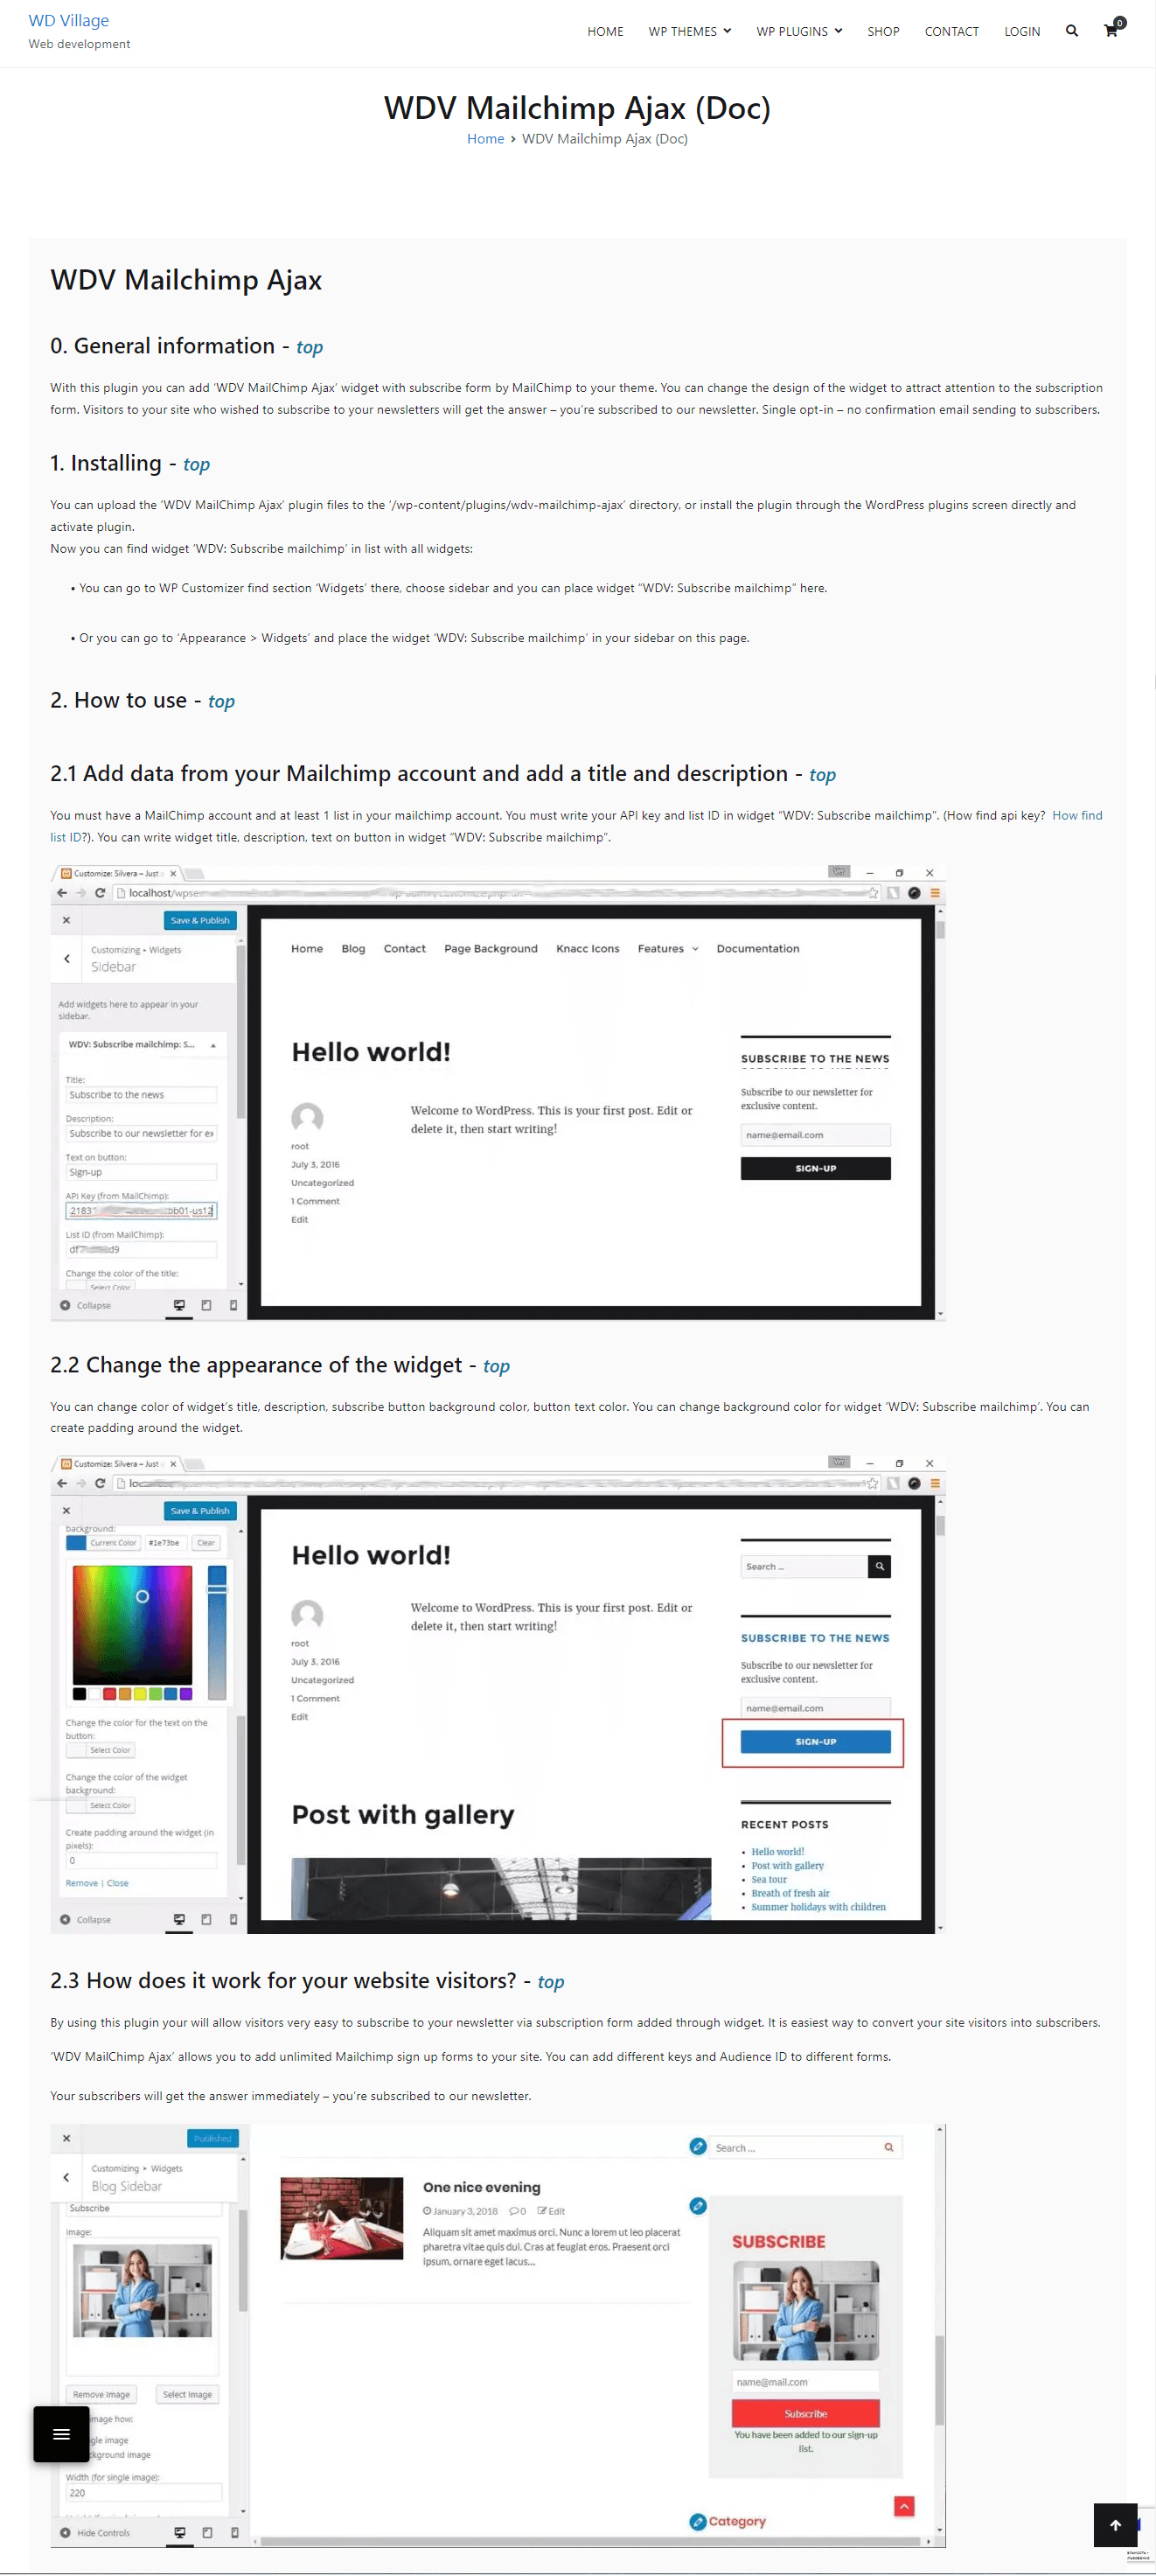 WD Village
Web development
HOME WP THEMES WP PLUGINS SHOP CONTACT LOGIN 0
WDV Mailchimp Ajax (Doc)
Home › WDV Mailchimp Ajax (Doc)
WDV Mailchimp Ajax
0. General information - top
With this plugin you can add ‘WDV MailChimp Ajax’ widget with subscribe form by MailChimp to your theme. You can change the design of the widget to attract attention to the subscription
form. Visitors to your site who wished to subscribe to your newsletters will get the answer – you’re subscribed to our newsletter. Single opt-in – no confirmation email sending to subscribers.
1. Installing - top
You can upload the ‘WDV MailChimp Ajax’ plugin files to the ‘/wp-content/plugins/wdv-mailchimp-ajax’ directory, or install the plugin through the WordPress plugins screen directly and
activate plugin.
Now you can find widget ‘WDV: Subscribe mailchimp’ in list with all widgets:
• You can go to WP Customizer find section ‘Widgets’ there, choose sidebar and you can place widget “WDV: Subscribe mailchimp” here.
• Or you can go to ‘Appearance > Widgets’ and place the widget ‘WDV: Subscribe mailchimp’ in your sidebar on this page.
2. How to use - top
2.1 Add data from your Mailchimp account and add a title and description - top
You must have a MailChimp account and at least 1 list in your mailchimp account. You must write your API key and list ID in widget “WDV: Subscribe mailchimp”. (How find api key? How find
list ID?). You can write widget title, description, text on button in widget “WDV: Subscribe mailchimp”.
Customize: Silvera – Just
localhost/wpse
Save & Publish
Customizing ▸ Widgets
Sidebar
Add widgets here to appear in your
sidebar.
WDV: Subscribe mailchimp: S...
Title:
Subscribe to the news
Description:
Subscribe to our newsletter for ex
Text on button:
Sign-up
API Key (from MailChimp):
2183 bb01-us12
List ID (from MailChimp):
df7 d9
Change the color of the title:
Select Color
Collapse
Home Blog Contact Page Background Knacc Icons Features Documentation
Hello world!
root
July 3, 2016
Uncategorized
1 Comment
Edit
Welcome to WordPress. This is your first post. Edit or
delete it, then start writing!
SUBSCRIBE TO THE NEWS
Subscribe to our newsletter for
exclusive content.
name@email.com
SIGN-UP
2.2 Change the appearance of the widget - top
You can change color of widget’s title, description, subscribe button background color, button text color. You can change background color for widget ‘WDV: Subscribe mailchimp’. You can
create padding around the widget.
Customize: Silvera – Just
Save & Publish
background:
Current Color #1e73be Clear
Change the color for the text on the
button:
Select Color
Change the color of the widget
background:
Select Color
Create padding around the widget (in
pixels):
0
Remove | Close
Collapse
Hello world!
root
July 3, 2016
Uncategorized
1 Comment
Edit
Welcome to WordPress. This is your first post. Edit or
delete it, then start writing!
Post with gallery
Search ...
SUBSCRIBE TO THE NEWS
Subscribe to our newsletter for
exclusive content.
name@email.com
SIGN-UP
RECENT POSTS
• Hello world!
• Post with gallery
• Sea tour
• Breath of fresh air
• Summer holidays with children
2.3 How does it work for your website visitors? - top
By using this plugin your will allow visitors very easy to subscribe to your newsletter via subscription form added through widget. It is easiest way to convert your site visitors into subscribers.
‘WDV MailChimp Ajax’ allows you to add unlimited Mailchimp sign up forms to your site. You can add different keys and Audience ID to different forms.
Your subscribers will get the answer immediately – you’re subscribed to our newsletter.
Published
Customizing ▸ Widgets
Blog Sidebar
Subscribe
Image:
Remove Image Select Image
mage how:
gle image
ckground image
Width (for single image):
220
Hide Controls
One nice evening
January 3, 2018 0 Edit
Aliquam sit amet maximus orci. Nunc a lorem ut leo placerat
pharetra vitae quis dui. Cras at feugiat eros. Praesent orci
ipsum, ornare eget lacus...
Search ...
SUBSCRIBE
name@mail.com
Subscribe
You have been added to our sign-up
list.
Category